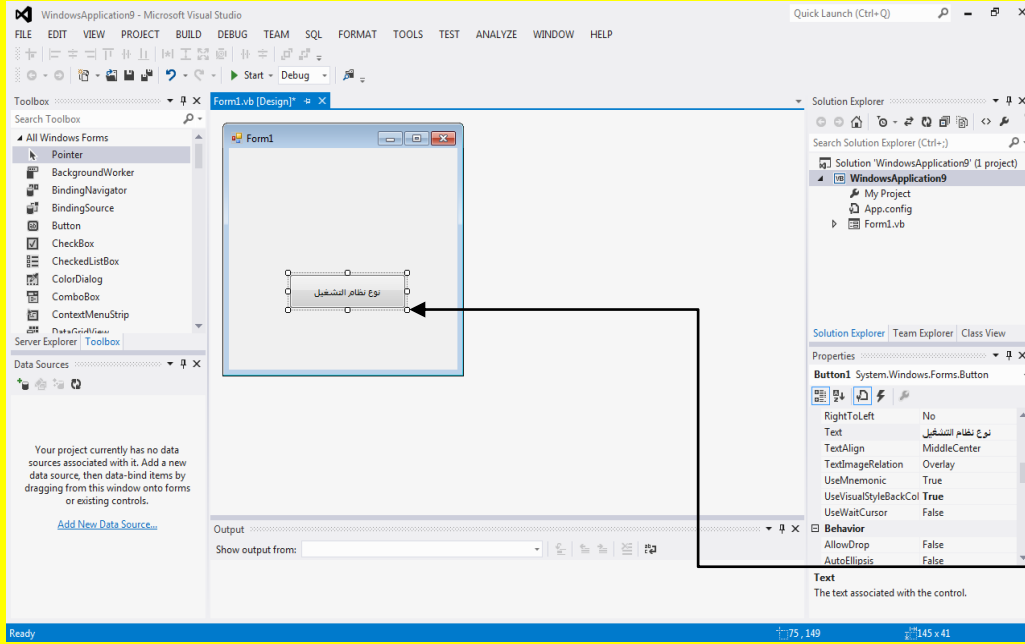 WindowsApplication9 - Microsoft Visual Studio
Quick Launch (Ctrl+Q)
FILE EDIT VIEW PROJECT BUILD DEBUG TEAM SQL FORMAT TOOLS TEST ANALYZE WINDOW HELP
Start Debug
Toolbox
Search Toolbox
All Windows Forms
Pointer
BackgroundWorker
BindingNavigator
BindingSource
Button
CheckBox
CheckedListBox
ColorDialog
ComboBox
ContextMenuStrip
DataGridView
Server Explorer Toolbox
Data Sources
Your project currently has no data
sources associated with it. Add a new
data source, then data-bind items by
dragging from this window onto forms
or existing controls.
Add New Data Source...
Form1.vb [Design]*
Form1
نوع نظام التشغيل
Output
Show output from:
Solution Explorer
Search Solution Explorer (Ctrl+;)
Solution 'WindowsApplication9' (1 project)
WindowsApplication9
My Project
App.config
Form1.vb
Solution Explorer Team Explorer Class View
Properties
Button1 System.Windows.Forms.Button
RightToLeft No
Text نوع نظام التشغيل
TextAlign MiddleCenter
TextImageRelation Overlay
UseMnemonic True
UseVisualStyleBackCol True
UseWaitCursor False
Behavior
AllowDrop False
AutoEllipsis False
Text
The text associated with the control.
Ready
75 , 149
145 x 41